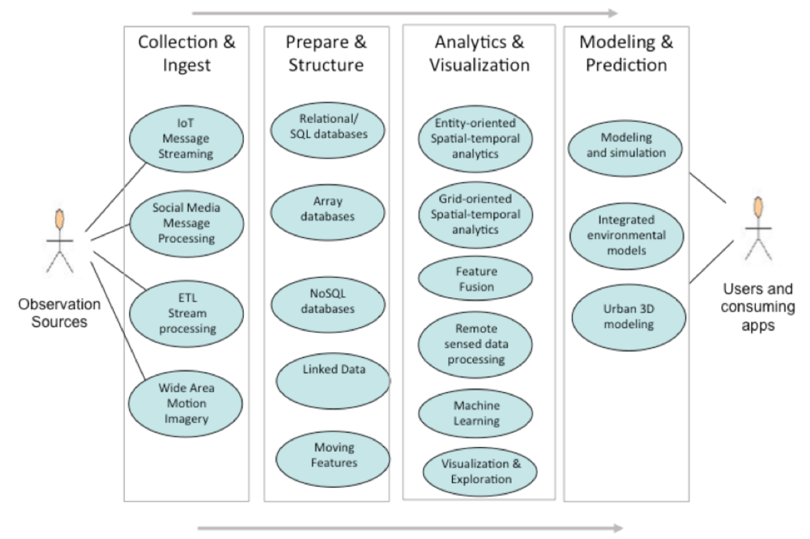 Collection &
Ingest
IoT
Message
Streaming
Social Media
Message
Processing
ETL
Stream
processing
Wide Area
Motion
Imagery
Prepare &
Structure
Relational/
SQL databases
Array
databases
NoSQL
databases
Linked Data
Moving
Features
Analytics &
Visualization
Entity-oriented
Spatial-temporal
analytics
Grid-oriented
Spatial-temporal
analytics
Feature
Fusion
Remote
sensed data
processing
Machine
Learning
Visualization &
Exploration
Modeling &
Prediction
Modeling
and simulation
Integrated
environmental
models
Urban 3D
modeling
Observation
Sources
Users and
consuming
apps